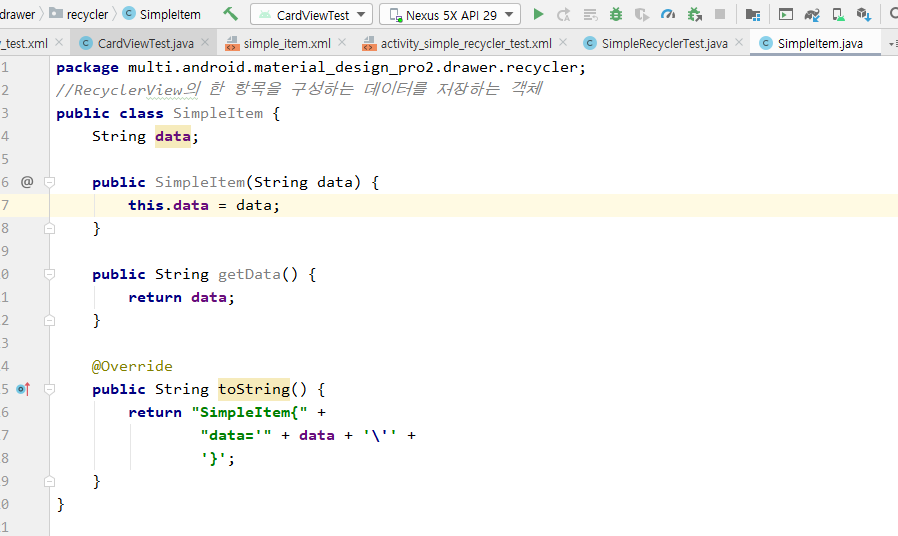 drawer recycler SimpleItem CardViewTest Nexus 5X API 29
_test.xml CardViewTest.java simple_item.xml activity_simple_recycler_test.xml SimpleRecyclerTest.java SimpleItem.java
1 package multi.android.material_design_pro2.drawer.recycler;
2 //RecyclerView의 한 항목을 구성하는 데이터를 저장하는 객체
3 public class SimpleItem {
4 String data;
5
6 @ public SimpleItem(String data) {
7 this.data = data;
8 }
9
0 public String getData() {
1 return data;
2 }
3
4 @Override
5 public String toString() {
6 return "SimpleItem{" +
7 "data='" + data + '\'' +
8 '}';
9 }
0 }
1